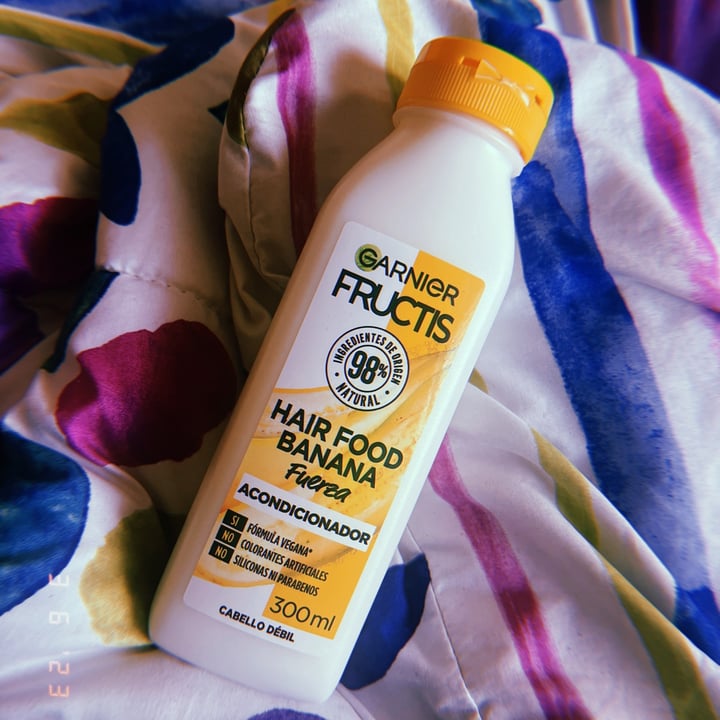 GARNIER
FRUCTIS
INGREDIENTES DE ORIGEN
98%
• NATURAL •
HAIR FOOD
BANANA
Fuerza
ACONDICIONADOR
SI FÓRMULA VEGANA*
NO COLORANTES ARTIFICIALES
NO SILICONAS NI PARABENOS
300ml
CABELLO DÉBIL
3 6 '23